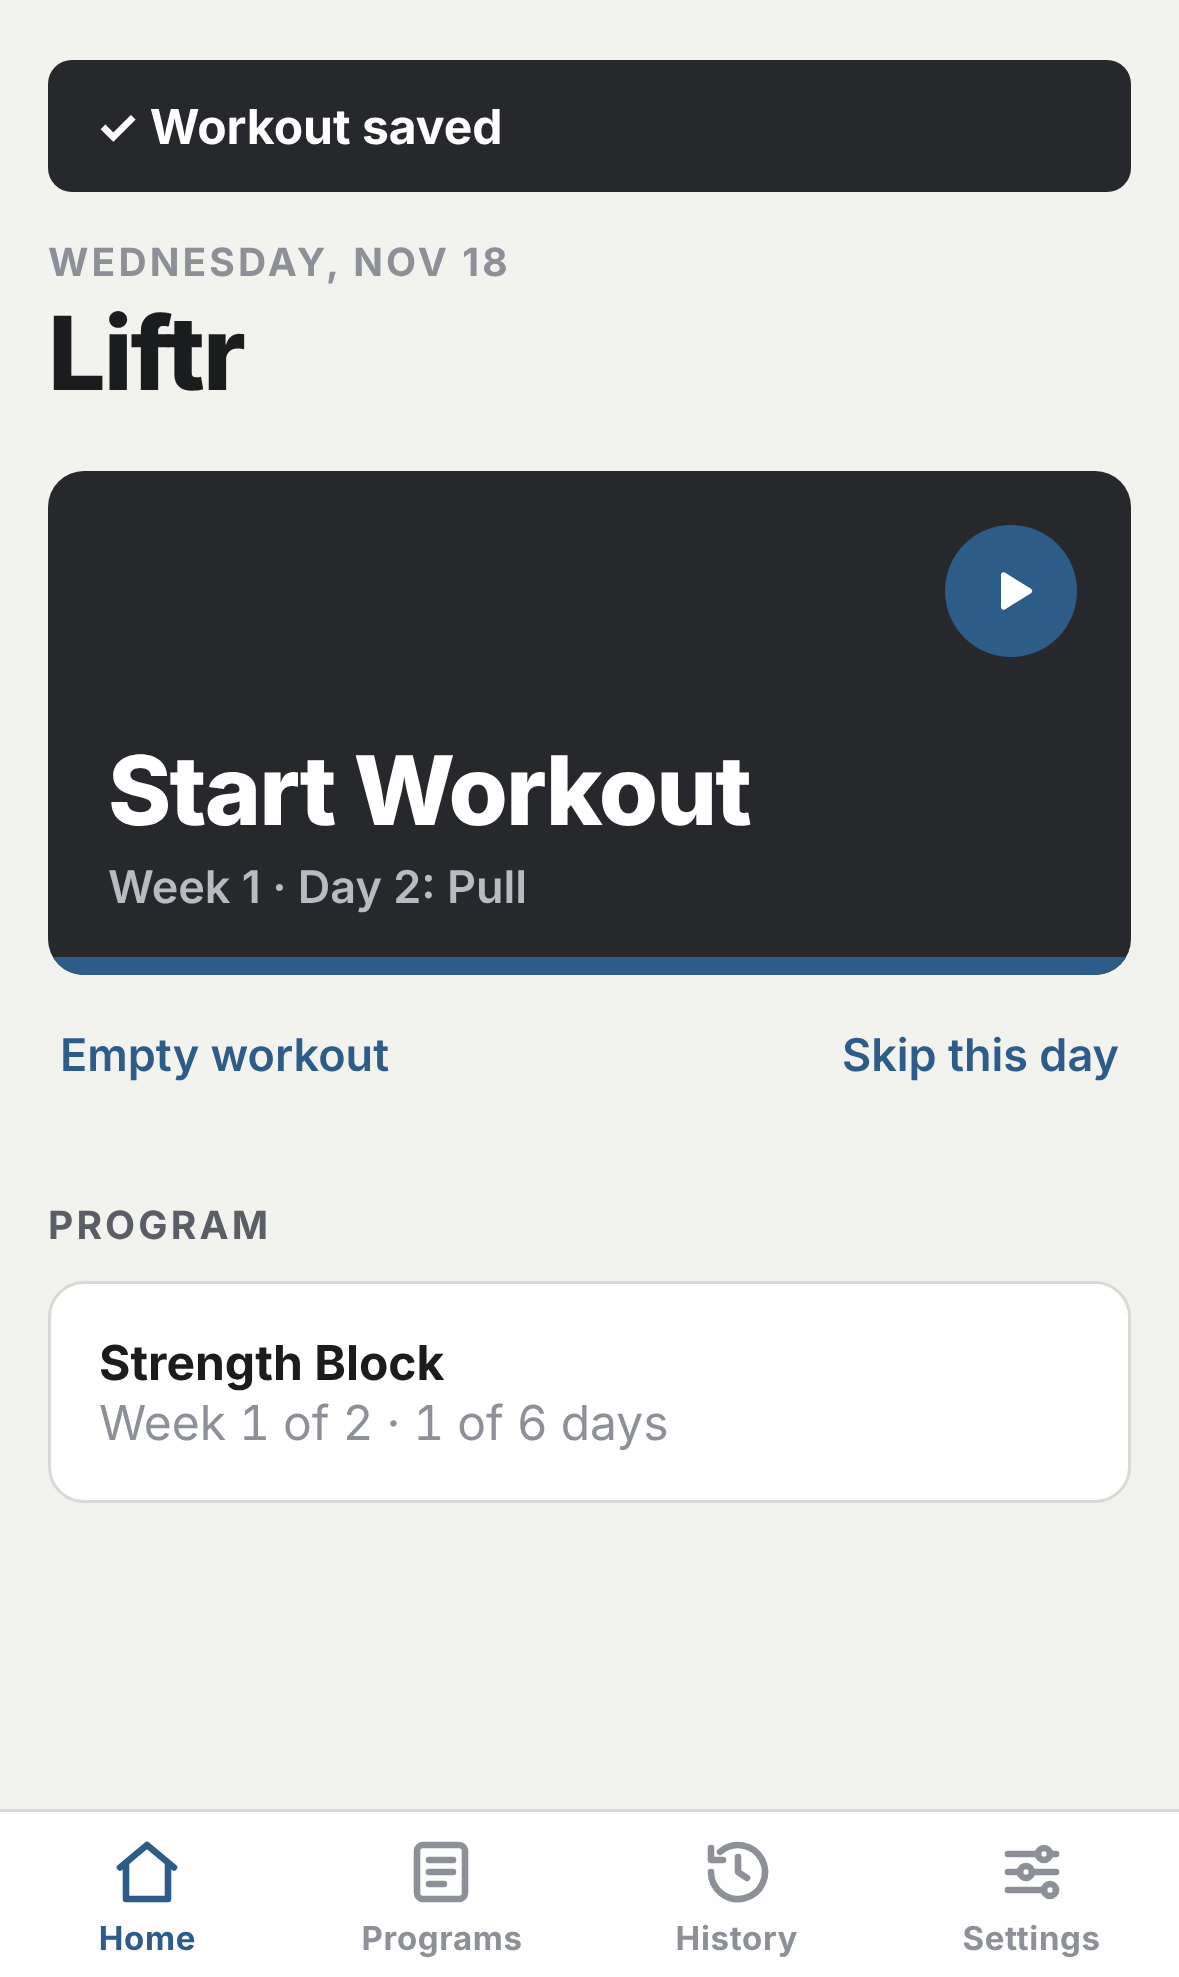 ✓ Workout saved
WEDNESDAY, NOV 18
Liftr
Start Workout
Week 1 · Day 2: Pull
Empty workout
Skip this day
PROGRAM
Strength Block
Week 1 of 2 · 1 of 6 days
Home
Programs
History
Settings